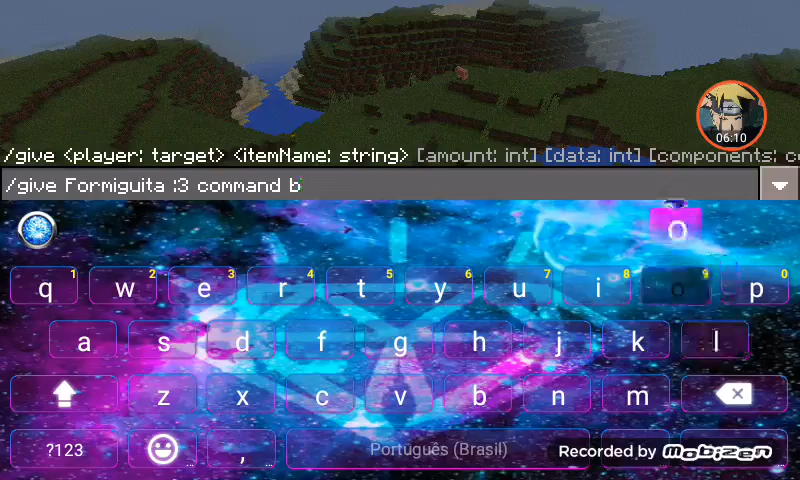 06:10
/give <player: target> <itemName: string> [amount: int] [data: int] [components:
/give Formiguita :3 command b
o
1 2 3 4 5 6 7 8 9 0
q w e r t y u i o p
a s d f g h j k l
z x c v b n m
?123 , Português (Brasil) Recorded by mobizen